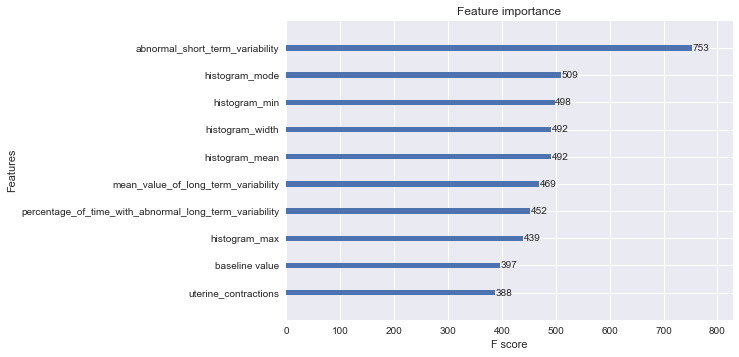 Feature importance
abnormal_short_term_variability 753
histogram_mode 509
histogram_min 498
histogram_width 492
histogram_mean 492
mean_value_of_long_term_variability 469
percentage_of_time_with_abnormal_long_term_variability 452
histogram_max 439
baseline value 397
uterine_contractions 388
Features
0 100 200 300 400 500 600 700 800
F score